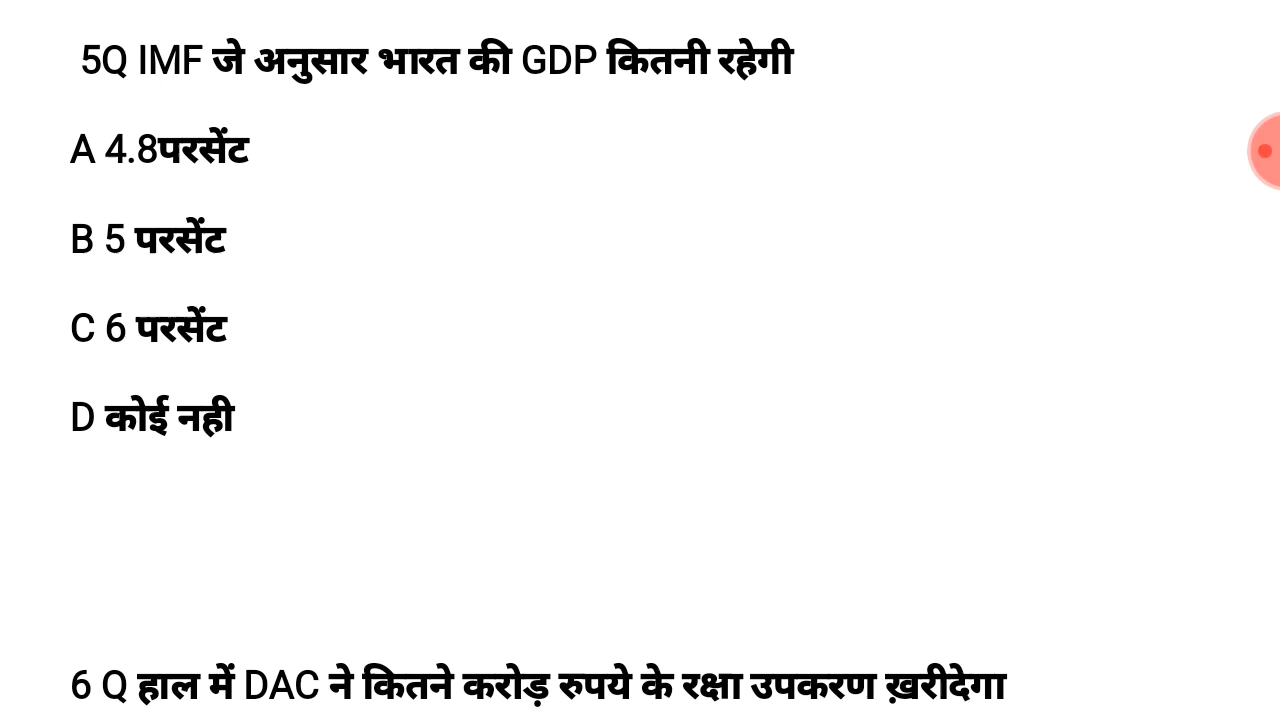 5Q IMF जे अनुसार भारत की GDP कितनी रहेगी
A 4.8परसेंट
B 5 परसेंट
C 6 परसेंट
D कोई नही
6 Q हाल में DAC ने कितने करोड़ रुपये के रक्षा उपकरण ख़रीदेगा